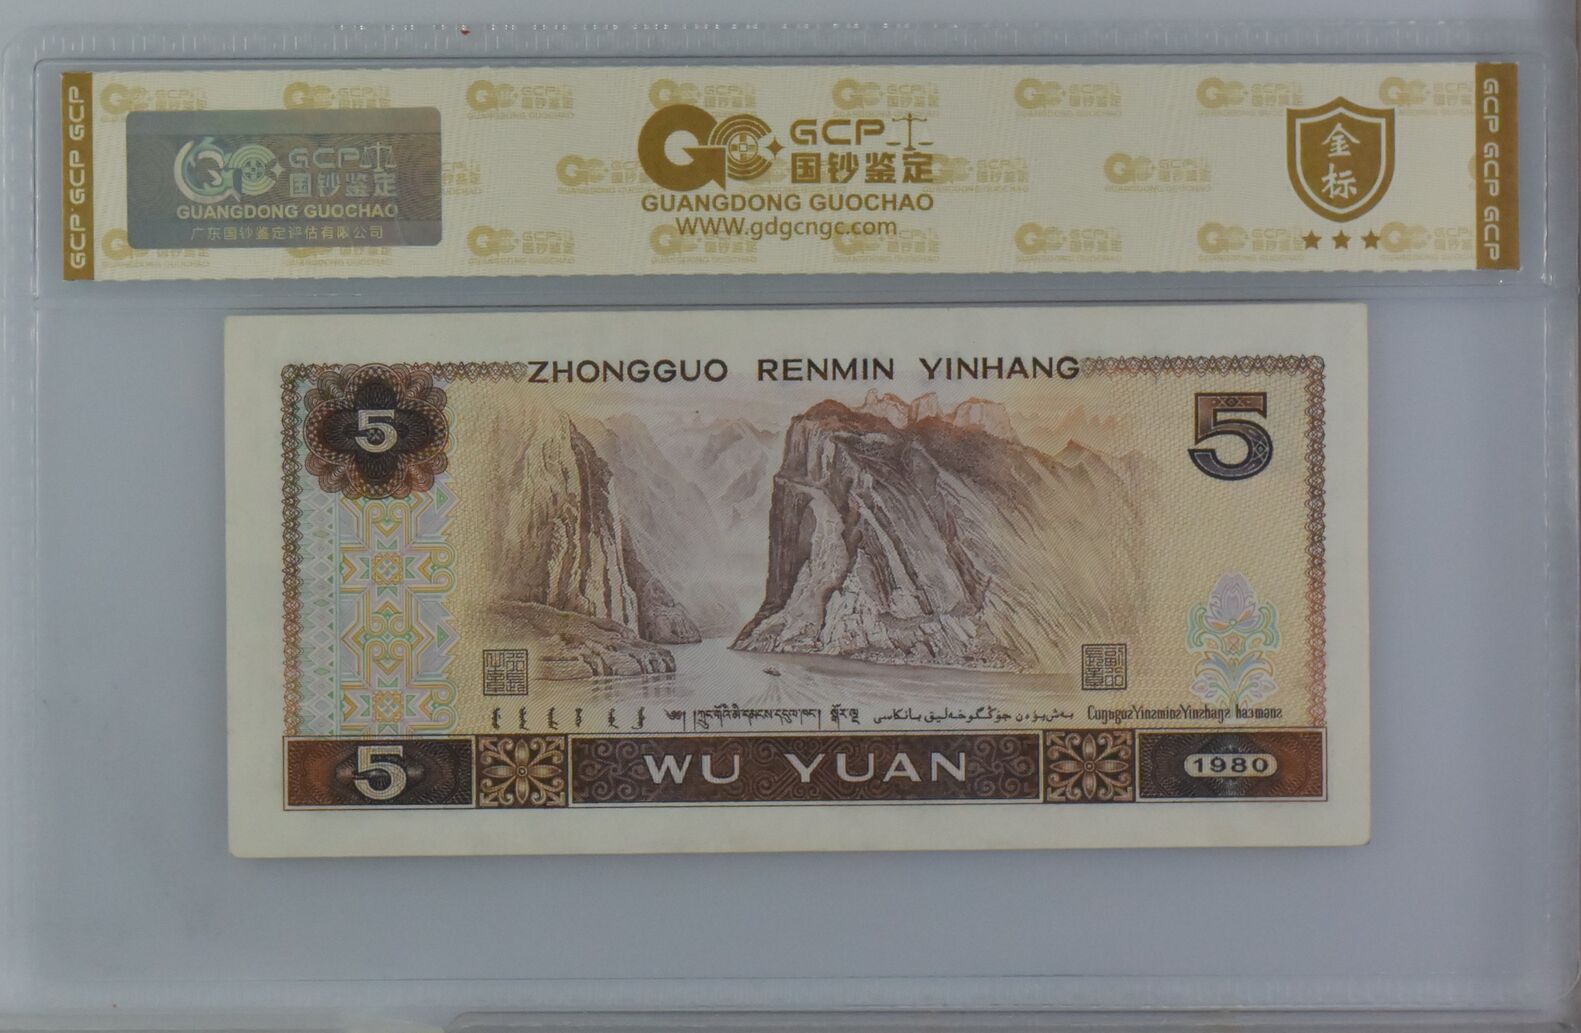 GCP GCP GCP
GCP
国钞鉴定
GUANGDONG GUOCHAO
广东国钞鉴定评估有限公司
GCP
国钞鉴定
GUANGDONG GUOCHAO
WWW.gdgcngc.com
金标
GCP GCP GCP
ZHONGGUO RENMIN YINHANG
5
5
5
WU YUAN
1980